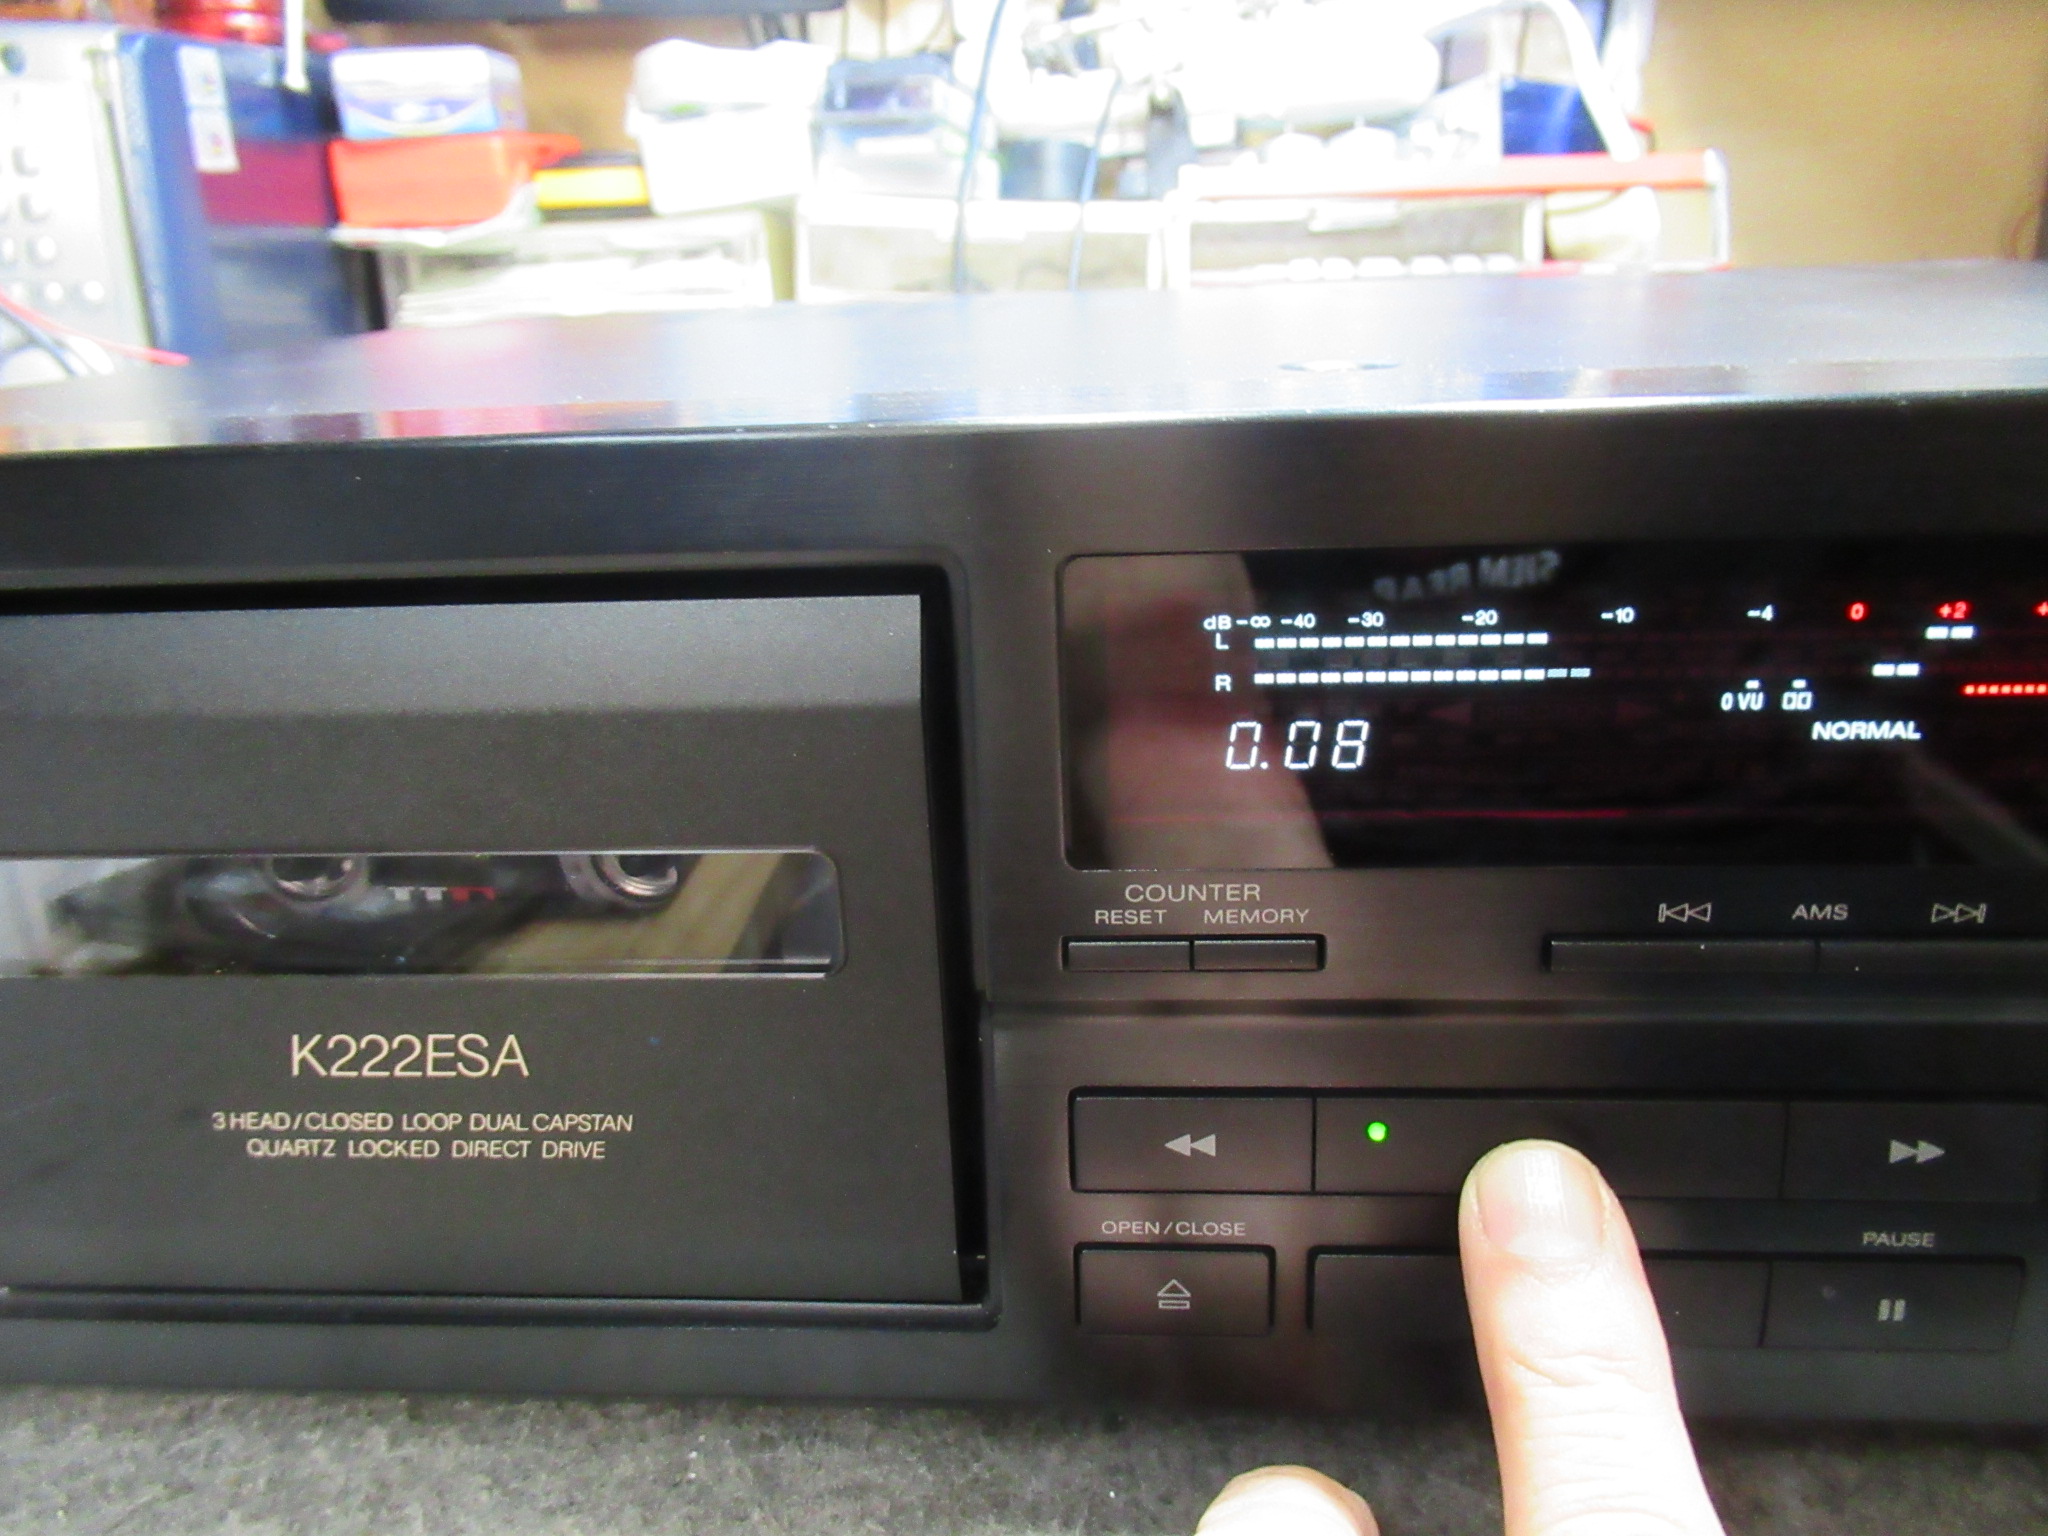 dB -∞ -40 -30 -20 -10 -4 0 +2
L
R
0 VU
0.08
NORMAL
COUNTER
RESET MEMORY
AMS
K222ESA
3 HEAD/CLOSED LOOP DUAL CAPSTAN
QUARTZ LOCKED DIRECT DRIVE
OPEN/CLOSE
PAUSE